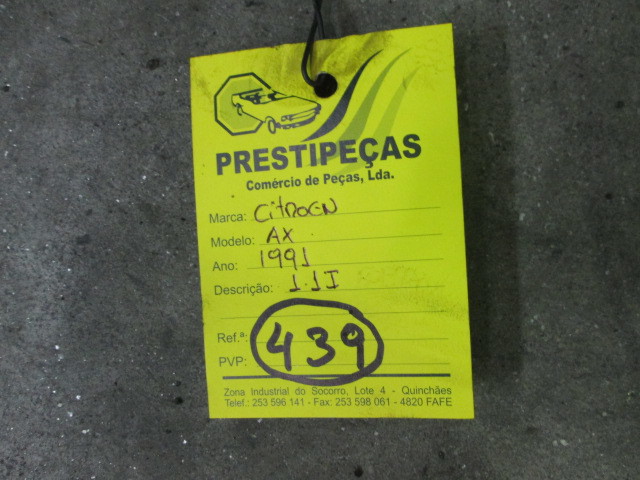 PRESTIPEÇAS
Comércio de Peças, Lda.
Marca: CitROEN
Modelo: AX
Ano: 1991
Descrição: 1.1I
Ref.ª: 439
PVP:
Zona Industrial do Socorro, Lote 4 - Quinchães
Telef.: 253 596 141 - Fax: 253 598 061 - 4820 FAFE